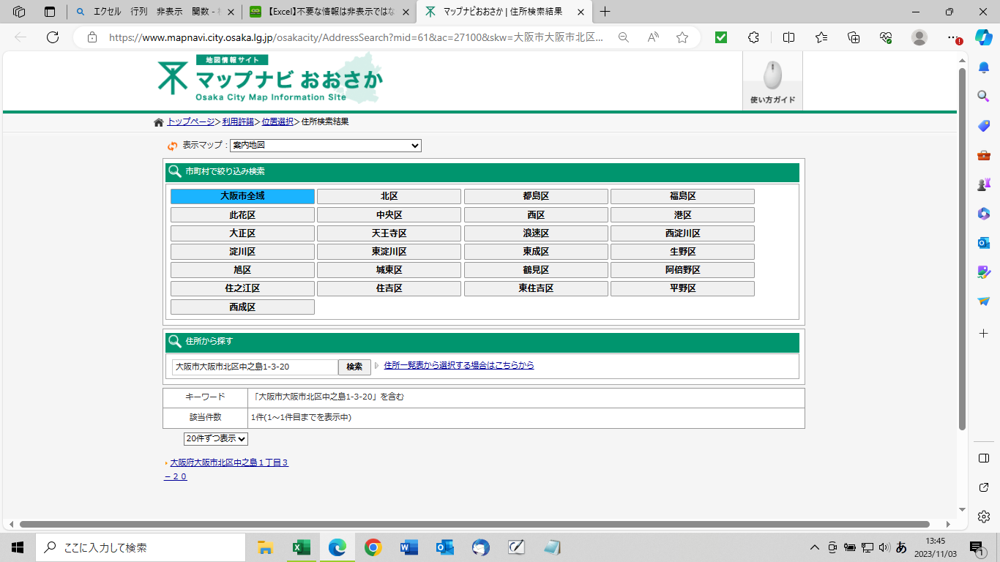 エクセル　行列　非表示　関数 - 
【Excel】不要な情報は非表示ではな
マップナビおおさか | 住所検索結果
https://www.mapnavi.city.osaka.lg.jp/osakacity/AddressSearch?mid=61&ac=27100&skw=大阪市大阪市北区...
地図情報サイト
マップナビ おおさか
Osaka City Map Information Site
使い方ガイド
トップページ>利用許諾>位置選択>住所検索結果
表示マップ : 案内地図
市町村で絞り込み検索
大阪市全域 北区 都島区 福島区
此花区 中央区 西区 港区
大正区 天王寺区 浪速区 西淀川区
淀川区 東淀川区 東成区 生野区
旭区 城東区 鶴見区 阿倍野区
住之江区 住吉区 東住吉区 平野区
西成区
住所から探す
大阪市大阪市北区中之島1-3-20 検索 住所一覧表から選択する場合はこちらから
キーワード 「大阪市大阪市北区中之島1-3-20」を含む
該当件数 1件(1～1件目までを表示中)
20件ずつ表示
大阪府大阪市北区中之島１丁目３
－２０
ここに入力して検索
あ
13:45
2023/11/03
1